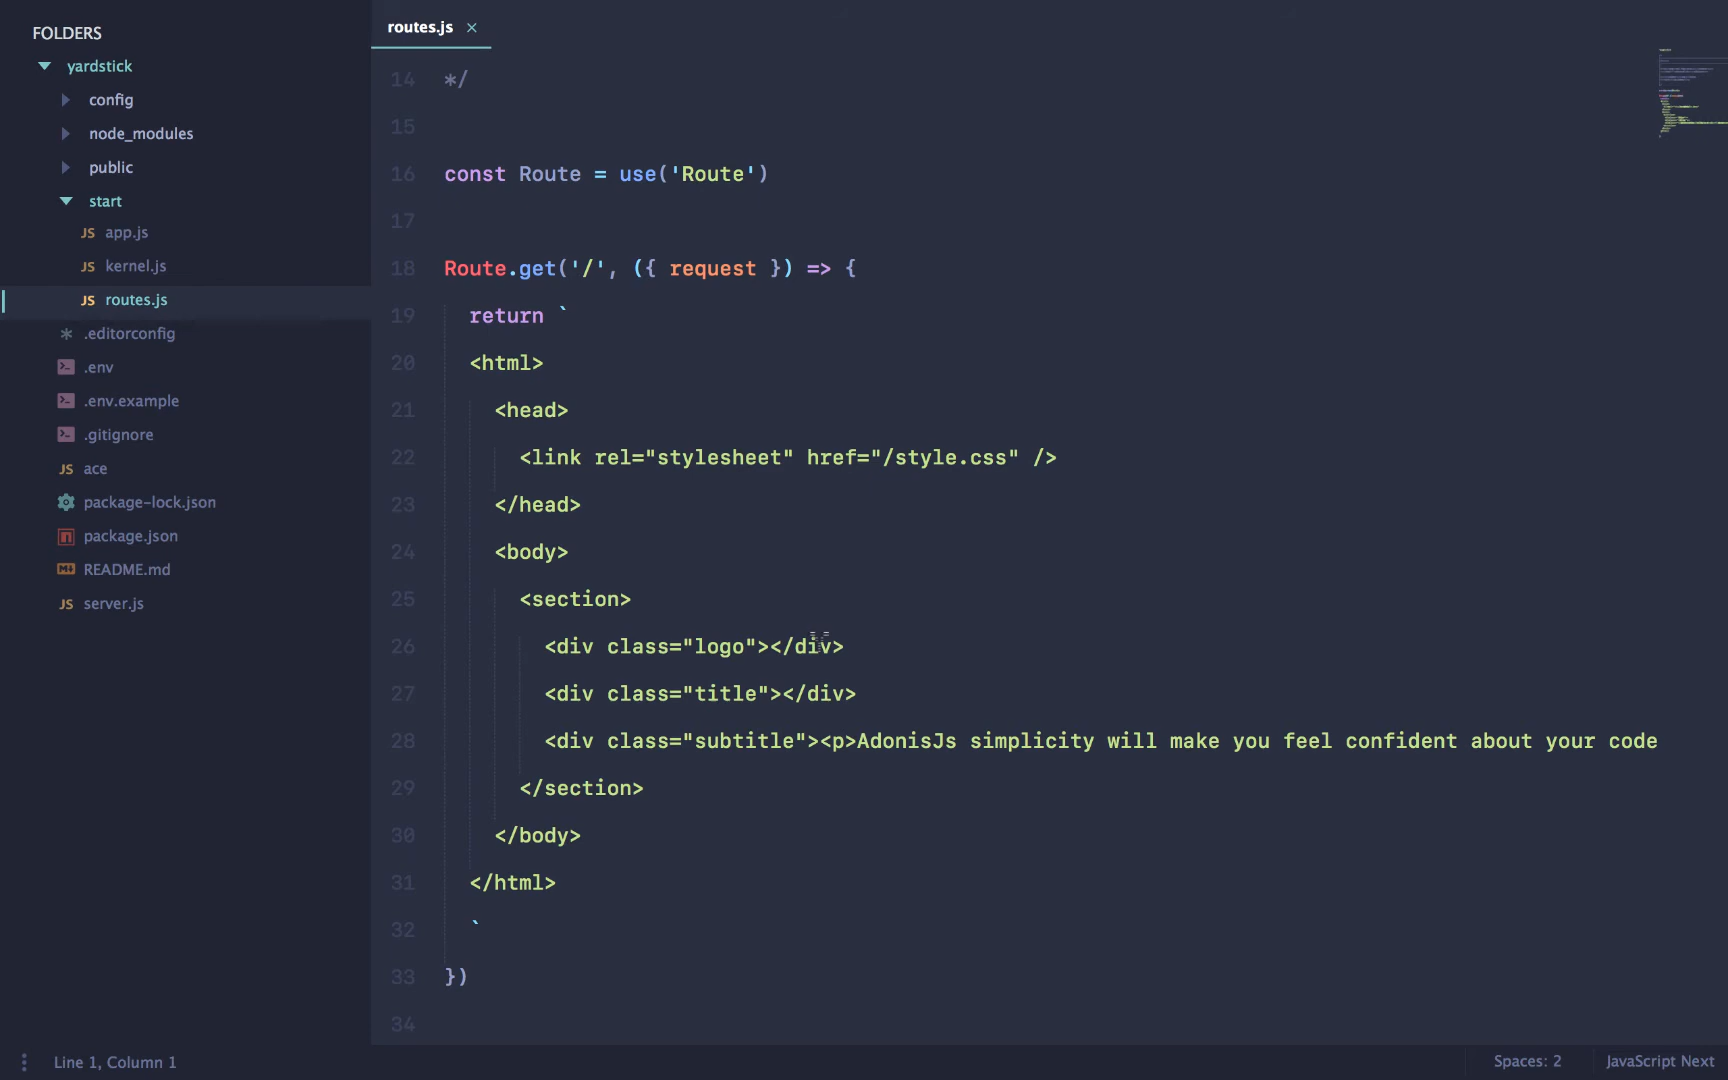 FOLDERS
yardstick
config
node_modules
public
start
JS app.js
JS kernel.js
JS routes.js
.editorconfig
.env
.env.example
.gitignore
JS ace
package-lock.json
package.json
README.md
JS server.js
routes.js ×
14 */
15
16 const Route = use('Route')
17
18 Route.get('/', ({ request }) => {
19 return `
20 <html>
21 <head>
22 <link rel="stylesheet" href="/style.css" />
23 </head>
24 <body>
25 <section>
26 <div class="logo"></div>
27 <div class="title"></div>
28 <div class="subtitle"><p>AdonisJs simplicity will make you feel confident about your code
29 </section>
30 </body>
31 </html>
32 `
33 })
34
Line 1, Column 1
Spaces: 2
JavaScript Next